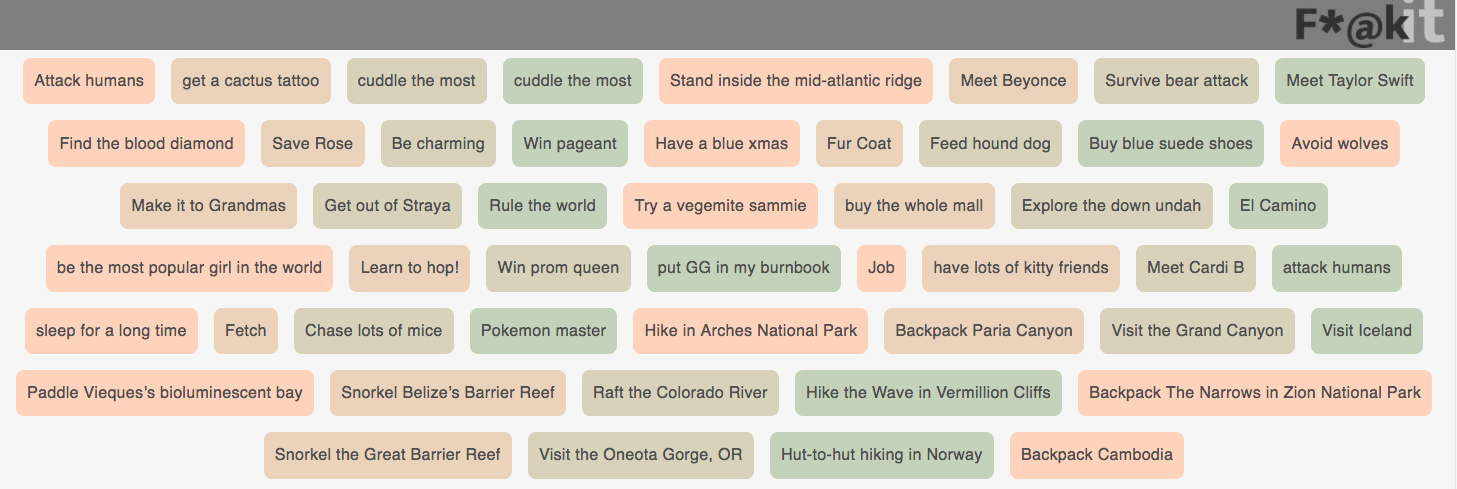 F*@kit
Attack humans get a cactus tattoo cuddle the most cuddle the most Stand inside the mid-atlantic ridge Meet Beyonce Survive bear attack Meet Taylor Swift
Find the blood diamond Save Rose Be charming Win pageant Have a blue xmas Fur Coat Feed hound dog Buy blue suede shoes Avoid wolves
Make it to Grandmas Get out of Straya Rule the world Try a vegemite sammie buy the whole mall Explore the down undah El Camino
be the most popular girl in the world Learn to hop! Win prom queen put GG in my burnbook Job have lots of kitty friends Meet Cardi B attack humans
sleep for a long time Fetch Chase lots of mice Pokemon master Hike in Arches National Park Backpack Paria Canyon Visit the Grand Canyon Visit Iceland
Paddle Vieques’s bioluminescent bay Snorkel Belize’s Barrier Reef Raft the Colorado River Hike the Wave in Vermillion Cliffs Backpack The Narrows in Zion National Park
Snorkel the Great Barrier Reef Visit the Oneota Gorge, OR Hut-to-hut hiking in Norway Backpack Cambodia